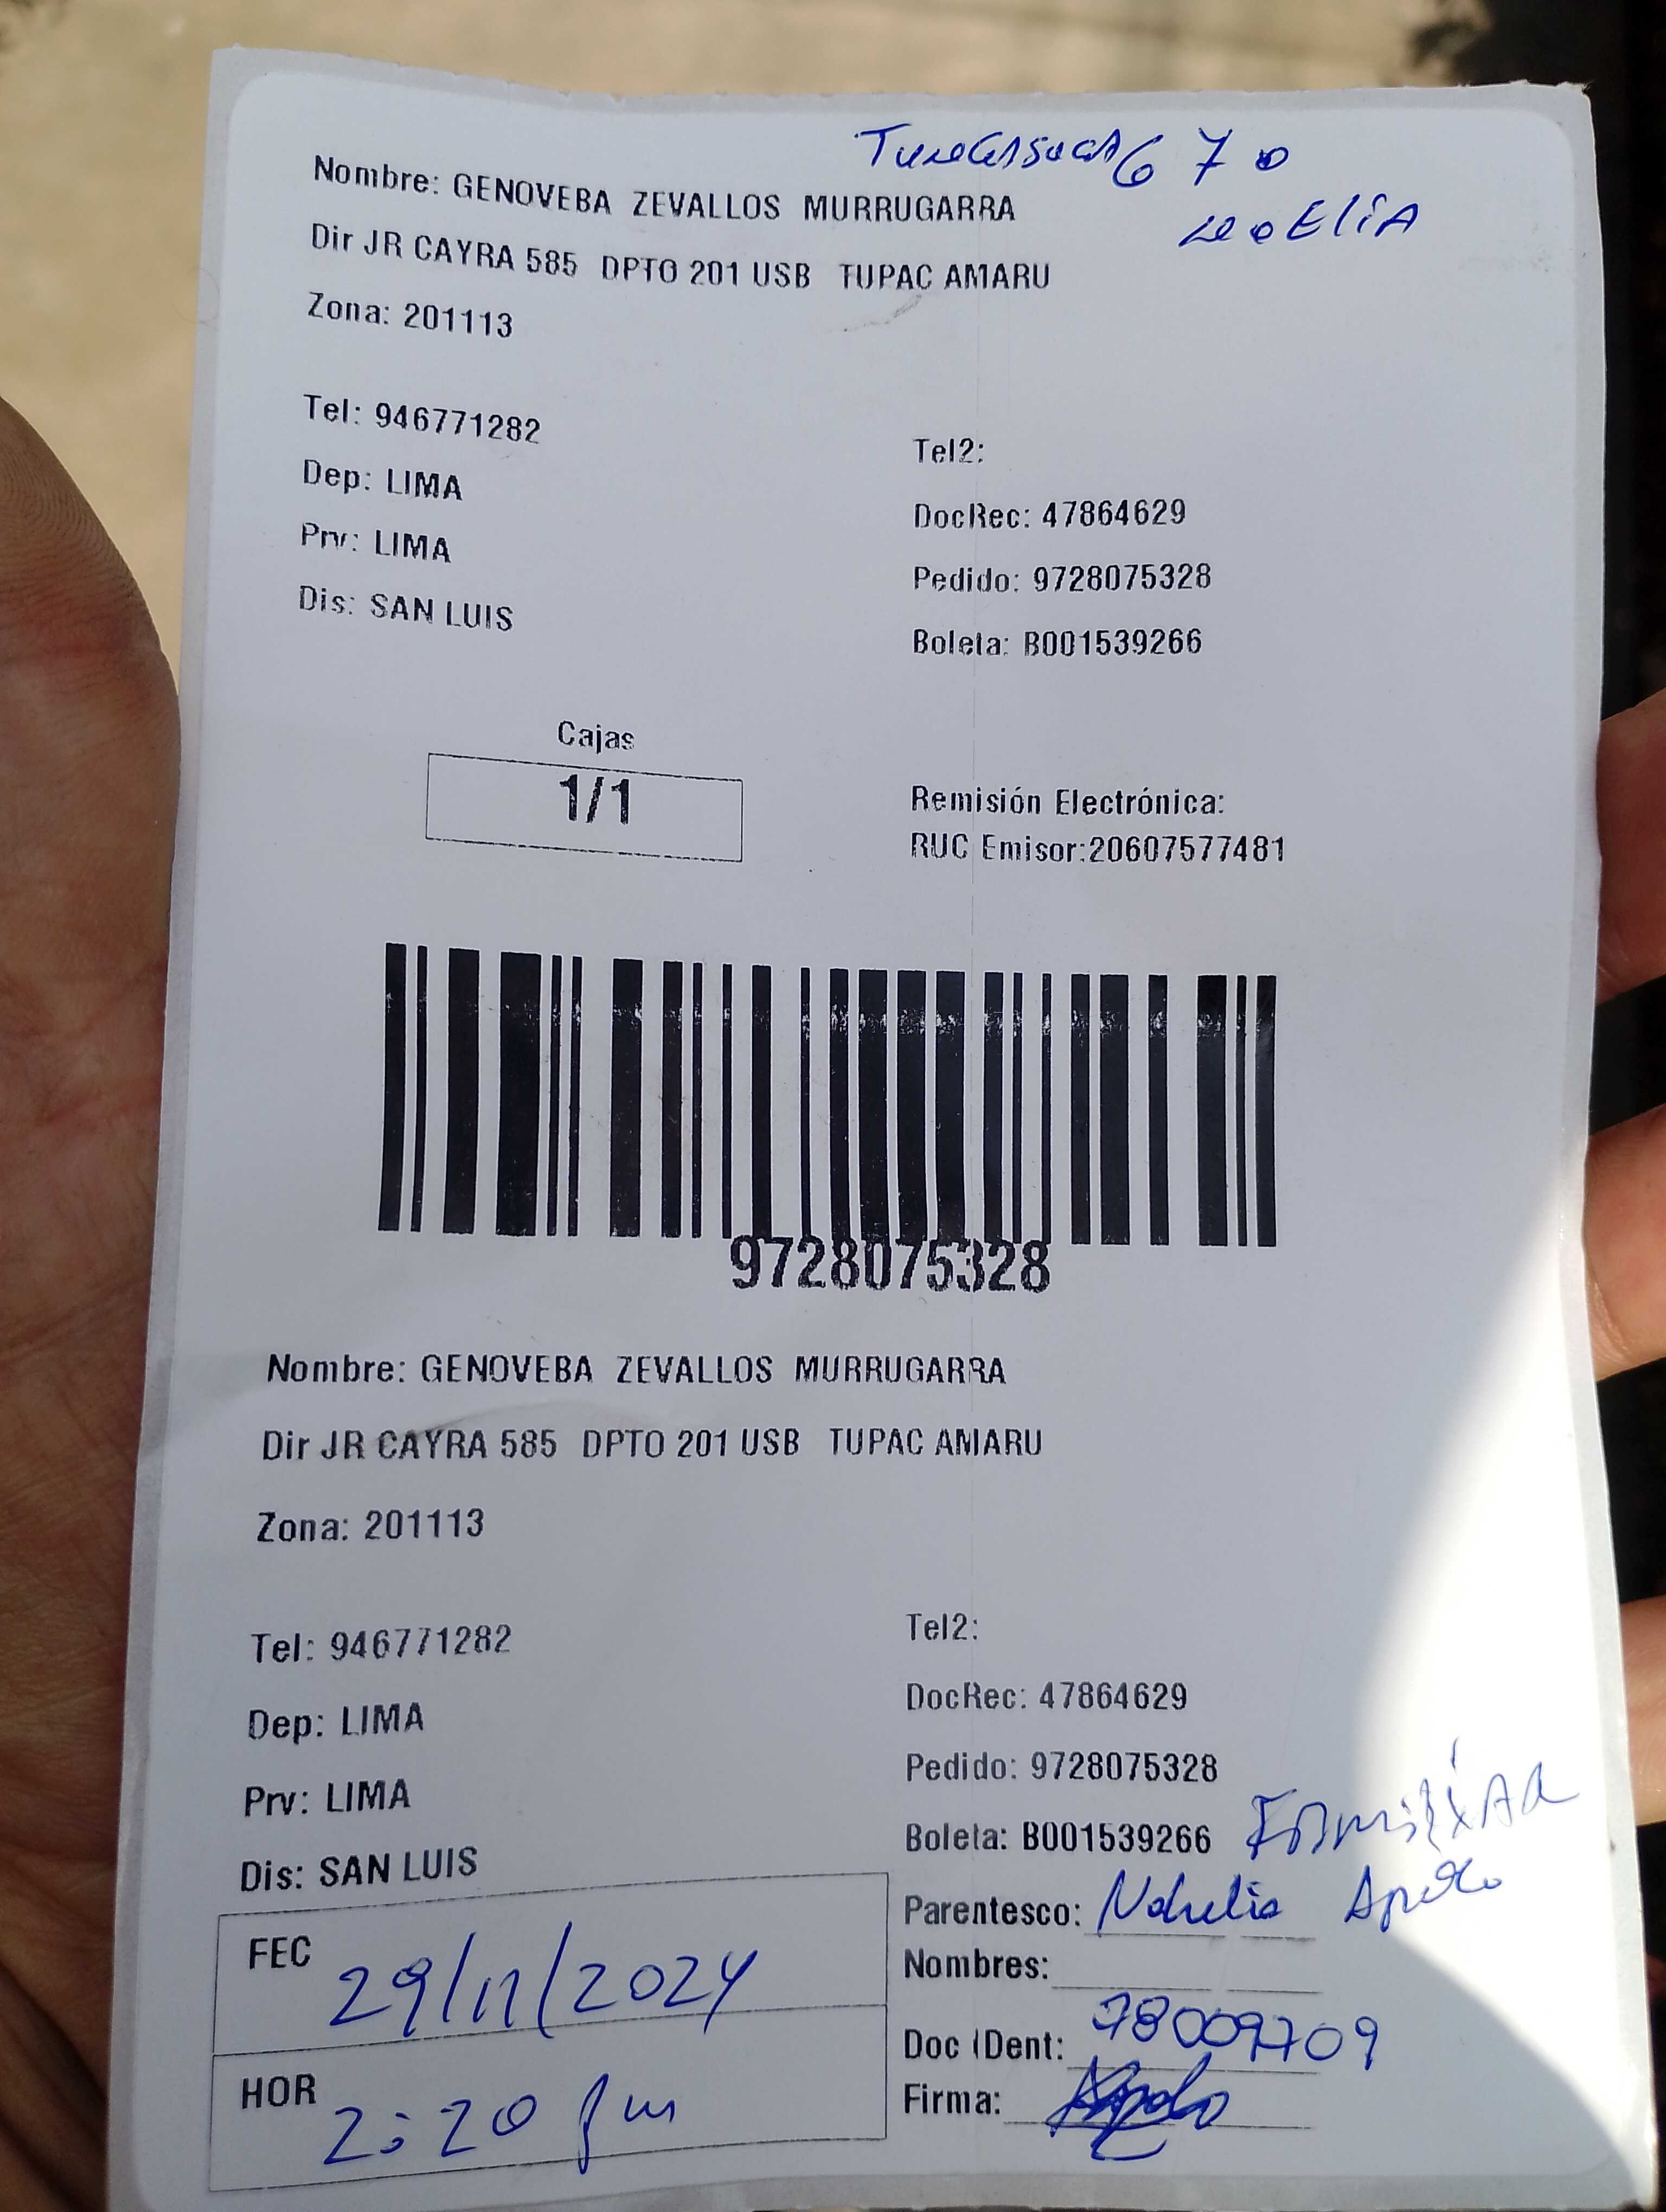 Tungasuca 670
Nombre: GENOVEBA ZEVALLOS MURRUGARRA
Dir JR CAYRA 585 DPTO 201 USB TUPAC AMARU
Zona: 201113
Tel: 946771282
Tel2:
Dep: LIMA
DocRec: 47864629
Prv: LIMA
Pedido: 9728075328
Dis: SAN LUIS
Boleta: B001539266
Cajas
1/1
Remisión Electrónica:
RUC Emisor:20607577481
9728075328
Nombre: GENOVEBA ZEVALLOS MURRUGARRA
Dir JR CAYRA 585 DPTO 201 USB TUPAC AMARU
Zona: 201113
Tel: 946771282
Tel2:
Dep: LIMA
DocRec: 47864629
Prv: LIMA
Pedido: 9728075328
Dis: SAN LUIS
Boleta: B001539266 FAmiliAR
Parentesco: Nohelia
Nombres:
FEC 29/11/2024
Doc IDent: 78009709
HOR 2:20 pm
Firma: